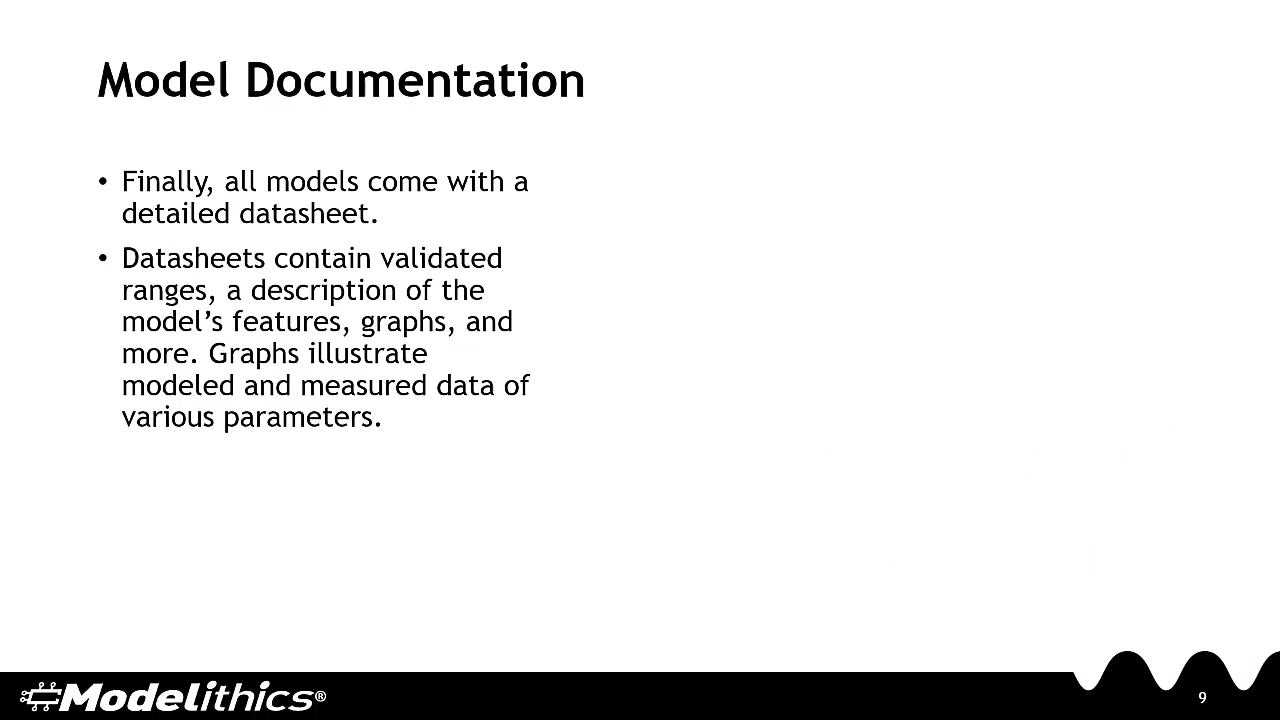 Model Documentation
• Finally, all models come with a
detailed datasheet.
• Datasheets contain validated
ranges, a description of the
model’s features, graphs, and
more. Graphs illustrate
modeled and measured data of
various parameters.
Modelithics®
9